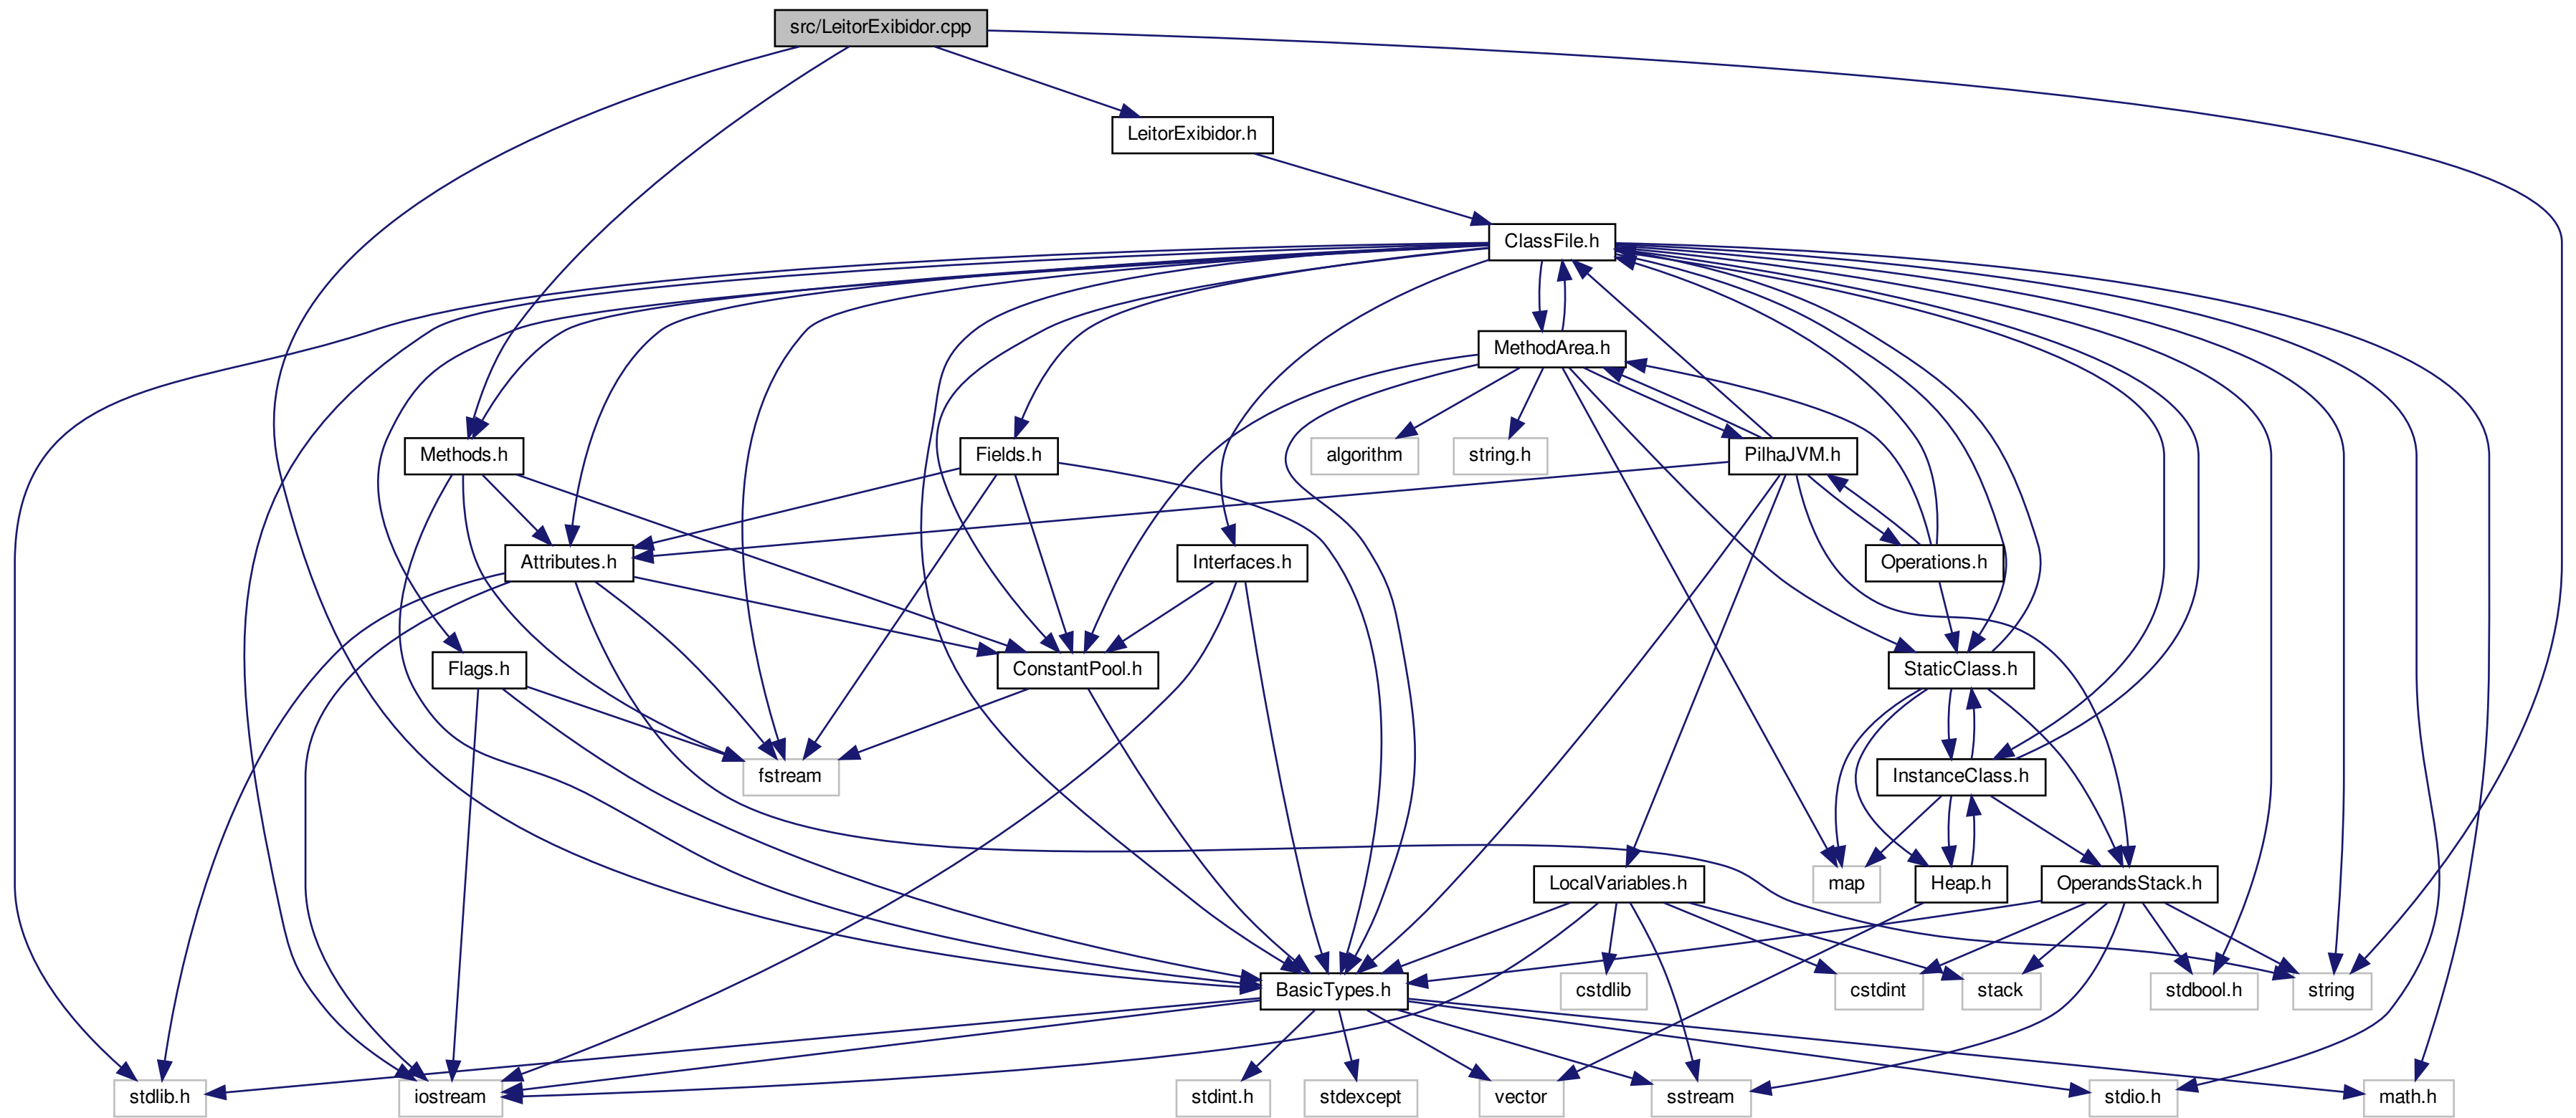 src/LeitorExibidor.cpp
LeitorExibidor.h
ClassFile.h
MethodArea.h
Methods.h
Fields.h
algorithm
string.h
PilhaJVM.h
Attributes.h
Interfaces.h
Operations.h
Flags.h
ConstantPool.h
StaticClass.h
fstream
InstanceClass.h
LocalVariables.h
map
Heap.h
OperandsStack.h
BasicTypes.h
cstdlib
cstdint
stack
stdbool.h
string
stdlib.h
iostream
stdint.h
stdexcept
vector
sstream
stdio.h
math.h